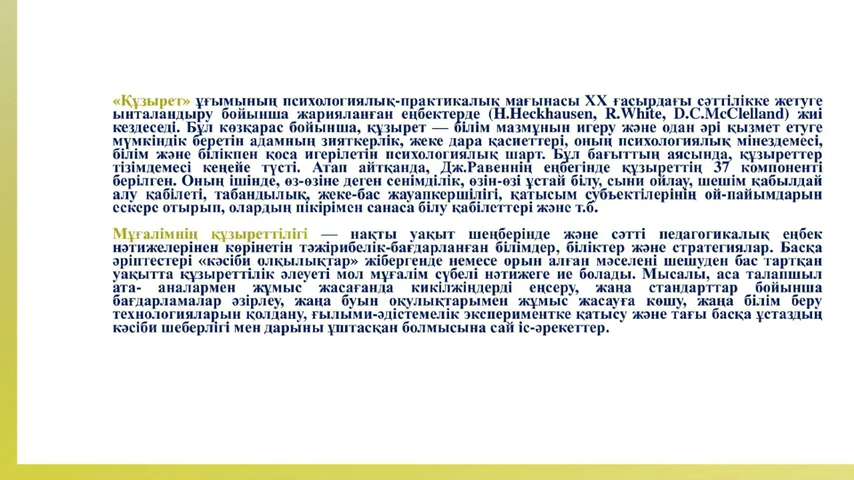 «Құзырет» ұғымының психологиялық-практикалық мағынасы XX ғасырдағы сәттілікке жетуге
ынталандыру бойынша жарияланған еңбектерде (H.Heckhausen, R.White, D.C.McClelland) жиі
кездеседі. Бұл көзқарас бойынша, құзырет — білім мазмұнын игеру және одан әрі қызмет етуге
мүмкіндік беретін адамның зияткерлік, жеке дара қасиеттері, оның психологиялық мінездемесі,
білім және білікпен қоса игерілетін психологиялық шарт. Бұл бағыттың аясында, құзыреттер
тізімдемесі кеңейе түсті. Атап айтқанда, Дж.Равеннің еңбегінде құзыреттің 37 компоненті
берілген. Оның ішінде, өз-өзіне деген сенімділік, өзін-өзі ұстай білу, сыни ойлау, шешім қабылдай
алу қабілеті, табандылық, жеке-бас жауапкершілігі, қатысым субъектілерінің ой-пайымдарын
ескере отырып, олардың пікірімен санаса білу қабілеттері және т.б.
Мұғалімнің құзыреттілігі — нақты уақыт шеңберінде және сәтті педагогикалық еңбек
нәтижелерінен көрінетін тәжірибелік-бағдарланған білімдер, біліктер және стратегиялар. Басқа
әріптестері «кәсіби олқылықтар» жібергенде немесе орын алған мәселені шешуден бас тартқан
уақытта құзыреттілік әлеуеті мол мұғалім сүбелі нәтижеге ие болады. Мысалы, аса талапшыл
ата- аналармен жұмыс жасағанда кикілжіңдерді еңсеру, жаңа стандарттар бойынша
бағдарламалар әзірлеу, жаңа буын оқулықтарымен жұмыс жасауға көшу, жаңа білім беру
технологияларын қолдану, ғылыми-әдістемелік экспериментке қатысу және тағы басқа ұстаздың
кәсіби шеберлігі мен дарыны ұштасқан болмысына сай іс-әрекеттер.